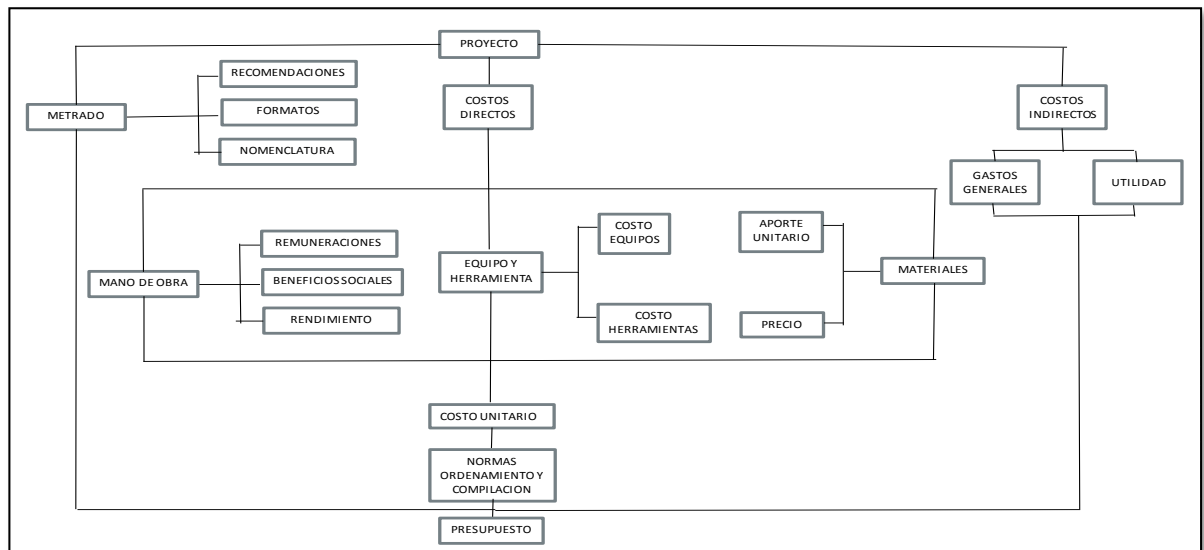 PROYECTO
RECOMENDACIONES
METRADO
FORMATOS
NOMENCLATURA
COSTOS
DIRECTOS
COSTOS
INDIRECTOS
GASTOS
GENERALES
UTILIDAD
REMUNERACIONES
MANO DE OBRA
BENEFICIOS SOCIALES
RENDIMIENTO
EQUIPO Y
HERRAMIENTA
COSTO
EQUIPOS
COSTO
HERRAMIENTAS
APORTE
UNITARIO
PRECIO
MATERIALES
COSTO UNITARIO
NORMAS
ORDENAMIENTO Y
COMPILACION
PRESUPUESTO